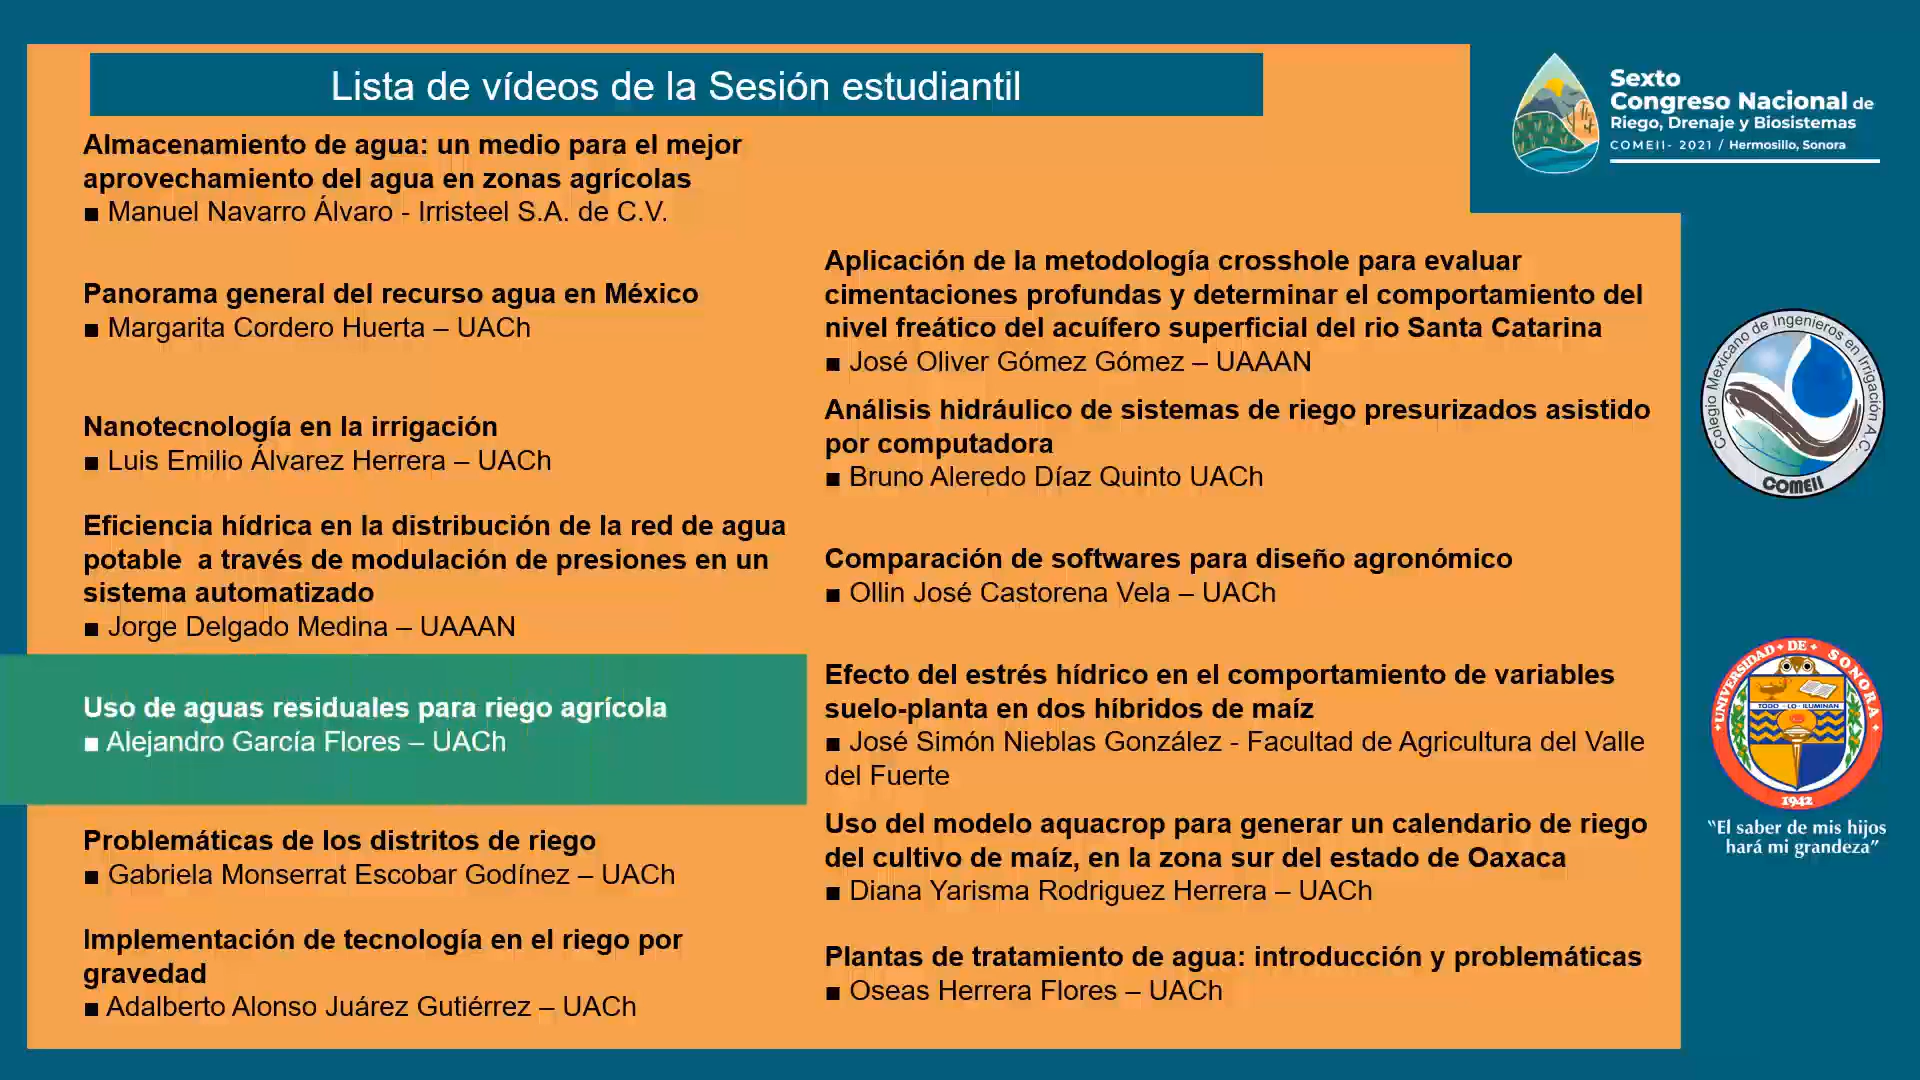 Lista de vídeos de la Sesión estudiantil
Sexto
Congreso Nacional de
Riego, Drenaje y Biosistemas
COMEII- 2021 / Hermosillo, Sonora
Almacenamiento de agua: un medio para el mejor
aprovechamiento del agua en zonas agrícolas
■ Manuel Navarro Álvaro - Irristeel S.A. de C.V.
Panorama general del recurso agua en México
■ Margarita Cordero Huerta – UACh
Nanotecnología en la irrigación
■ Luis Emilio Álvarez Herrera – UACh
Eficiencia hídrica en la distribución de la red de agua
potable  a través de modulación de presiones en un
sistema automatizado
■ Jorge Delgado Medina – UAAAN
Uso de aguas residuales para riego agrícola
■ Alejandro García Flores – UACh
Problemáticas de los distritos de riego
■ Gabriela Monserrat Escobar Godínez – UACh
Implementación de tecnología en el riego por
gravedad
■ Adalberto Alonso Juárez Gutiérrez – UACh
Aplicación de la metodología crosshole para evaluar
cimentaciones profundas y determinar el comportamiento del
nivel freático del acuífero superficial del rio Santa Catarina
■ José Oliver Gómez Gómez – UAAAN
Análisis hidráulico de sistemas de riego presurizados asistido
por computadora
■ Bruno Aleredo Díaz Quinto UACh
Comparación de softwares para diseño agronómico
■ Ollin José Castorena Vela – UACh
Efecto del estrés hídrico en el comportamiento de variables
suelo-planta en dos híbridos de maíz
■ José Simón Nieblas González - Facultad de Agricultura del Valle
del Fuerte
Uso del modelo aquacrop para generar un calendario de riego
del cultivo de maíz, en la zona sur del estado de Oaxaca
■ Diana Yarisma Rodriguez Herrera – UACh
Plantas de tratamiento de agua: introducción y problemáticas
■ Oseas Herrera Flores – UACh
Colegio Mexicano de Ingenieros en Irrigación A.C.
COMEII
UNIVERSIDAD DE SONORA
TODO LO ILUMINAN
1942
“El saber de mis hijos
hará mi grandeza”